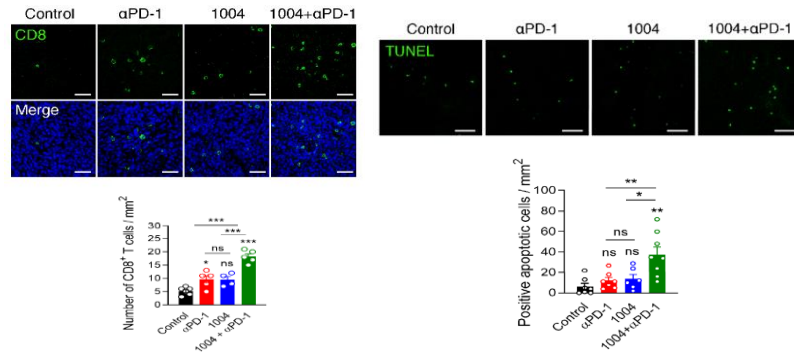 Control αPD-1 1004 1004+αPD-1
CD8
Merge
Number of CD8+ T cells / mm2
30
25
20
15
10
5
0
***
***
***
ns
*
ns
Control
αPD-1
1004
1004 + αPD-1
Control αPD-1 1004 1004+αPD-1
TUNEL
Positive apoptotic cells / mm2
100
80
60
40
20
0
**
*
**
ns
ns
ns
Control
αPD-1
1004
1004+αPD-1